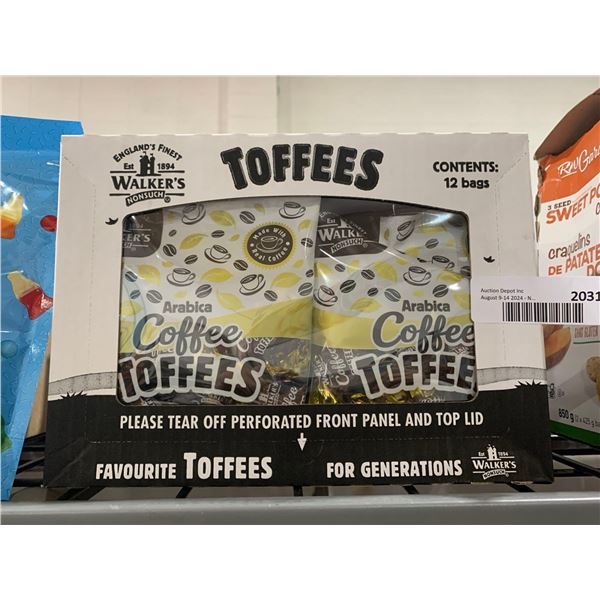 ENGLAND'S FINEST
Est 1894
WALKER'S
NONSUCH
TOFFEES
CONTENTS:
12 bags
Made With
Real Coffee
Arabica
Coffee
TOFFEES
Est
WALKER'S
NONSUCH
Arabica
Coffee
TOFFEES
PLEASE TEAR OFF PERFORATED FRONT PANEL AND TOP LID
FAVOURITE TOFFEES
FOR GENERATIONS
Est 1894
WALKER'S
NONSUCH
Auction Depot Inc
August 9-14 2024 - N...
2031
3 SEED
SWEET PO
craquelins
DE PATATE
850 g